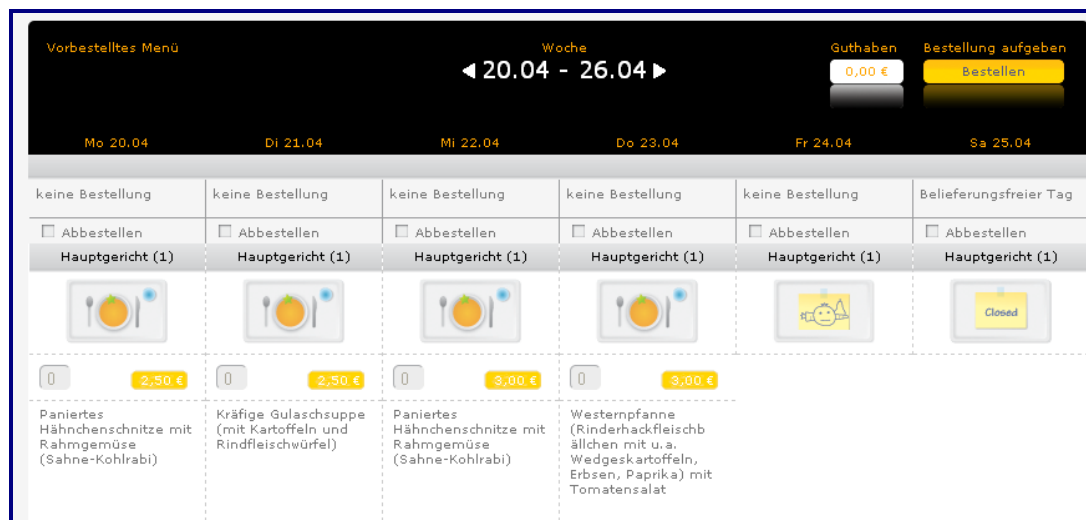 Vorbestelltes Menü
Woche
20.04 - 26.04
Guthaben
0,00 €
Bestellung aufgeben
Bestellen
Mo 20.04
Di 21.04
Mi 22.04
Do 23.04
Fr 24.04
Sa 25.04
keine Bestellung
keine Bestellung
keine Bestellung
keine Bestellung
keine Bestellung
Belieferungsfreier Tag
Abbestellen
Abbestellen
Abbestellen
Abbestellen
Abbestellen
Abbestellen
Hauptgericht (1)
Hauptgericht (1)
Hauptgericht (1)
Hauptgericht (1)
Hauptgericht (1)
Hauptgericht (1)
Closed
0
2,50 €
0
2,50 €
0
3,00 €
0
3,00 €
Paniertes
Hähnchenschnitze mit
Rahmgemüse
(Sahne-Kohlrabi)
Kräfige Gulaschsuppe
(mit Kartoffeln und
Rindfleischwürfel)
Paniertes
Hähnchenschnitze mit
Rahmgemüse
(Sahne-Kohlrabi)
Westernpfanne
(Rinderhackfleischb
ällchen mit u.a.
Wedgeskartoffeln,
Erbsen, Paprika) mit
Tomatensalat